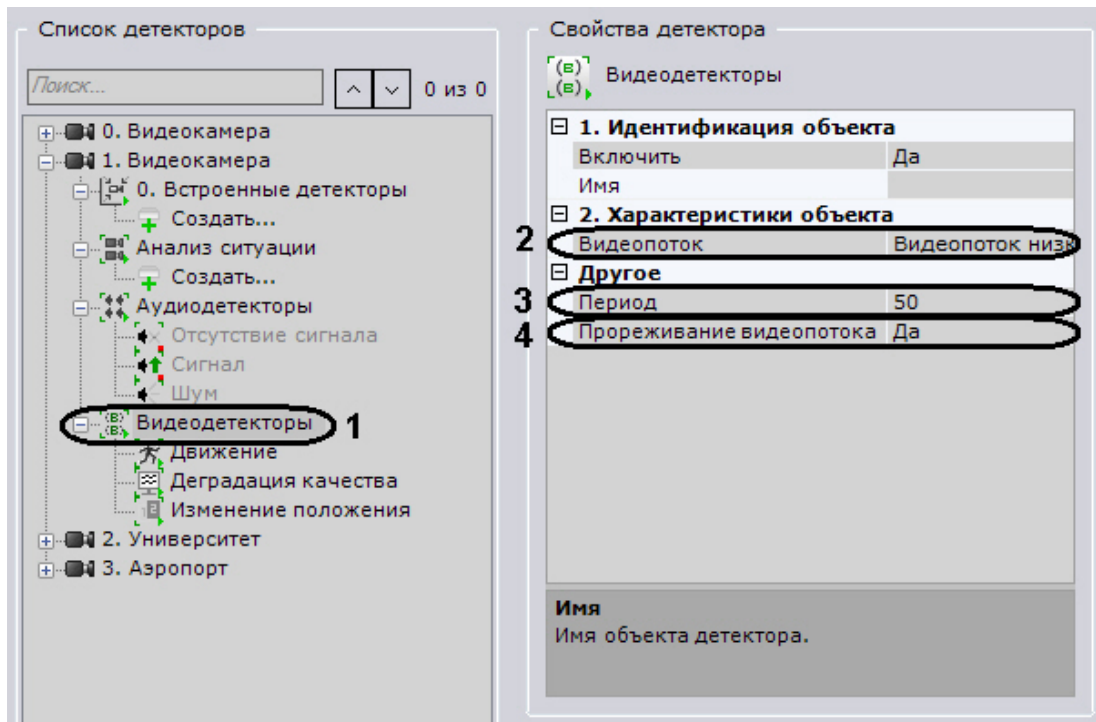 Список детекторов
Поиск...
0 из 0
0. Видеокамера
1. Видеокамера
0. Встроенные детекторы
Создать...
Анализ ситуации
Создать...
Аудиодетекторы
Отсутствие сигнала
Сигнал
Шум
Видеодетекторы 1
Движение
Деградация качества
Изменение положения
2. Университет
3. Аэропорт
Свойства детектора
(в)
(в)
Видеодетекторы
1. Идентификация объекта
Включить Да
Имя
2. Характеристики объекта
2 Видеопоток Видеопоток низк
Другое
3 Период 50
4 Прореживание видеопотока Да
Имя
Имя объекта детектора.